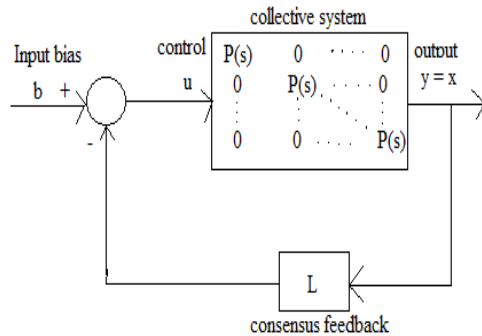 collective system
control
output
Input bias
P(s) 0 ..... 0
y = x
b +
u
0 P(s) ..... 0
0 0 ..... P(s)
-
L
consensus feedback